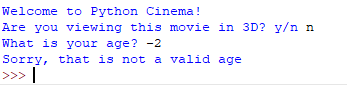 Welcome to Python Cinema!
Are you viewing this movie in 3D? y/n n
What is your age? -2
Sorry, that is not a valid age
>>>